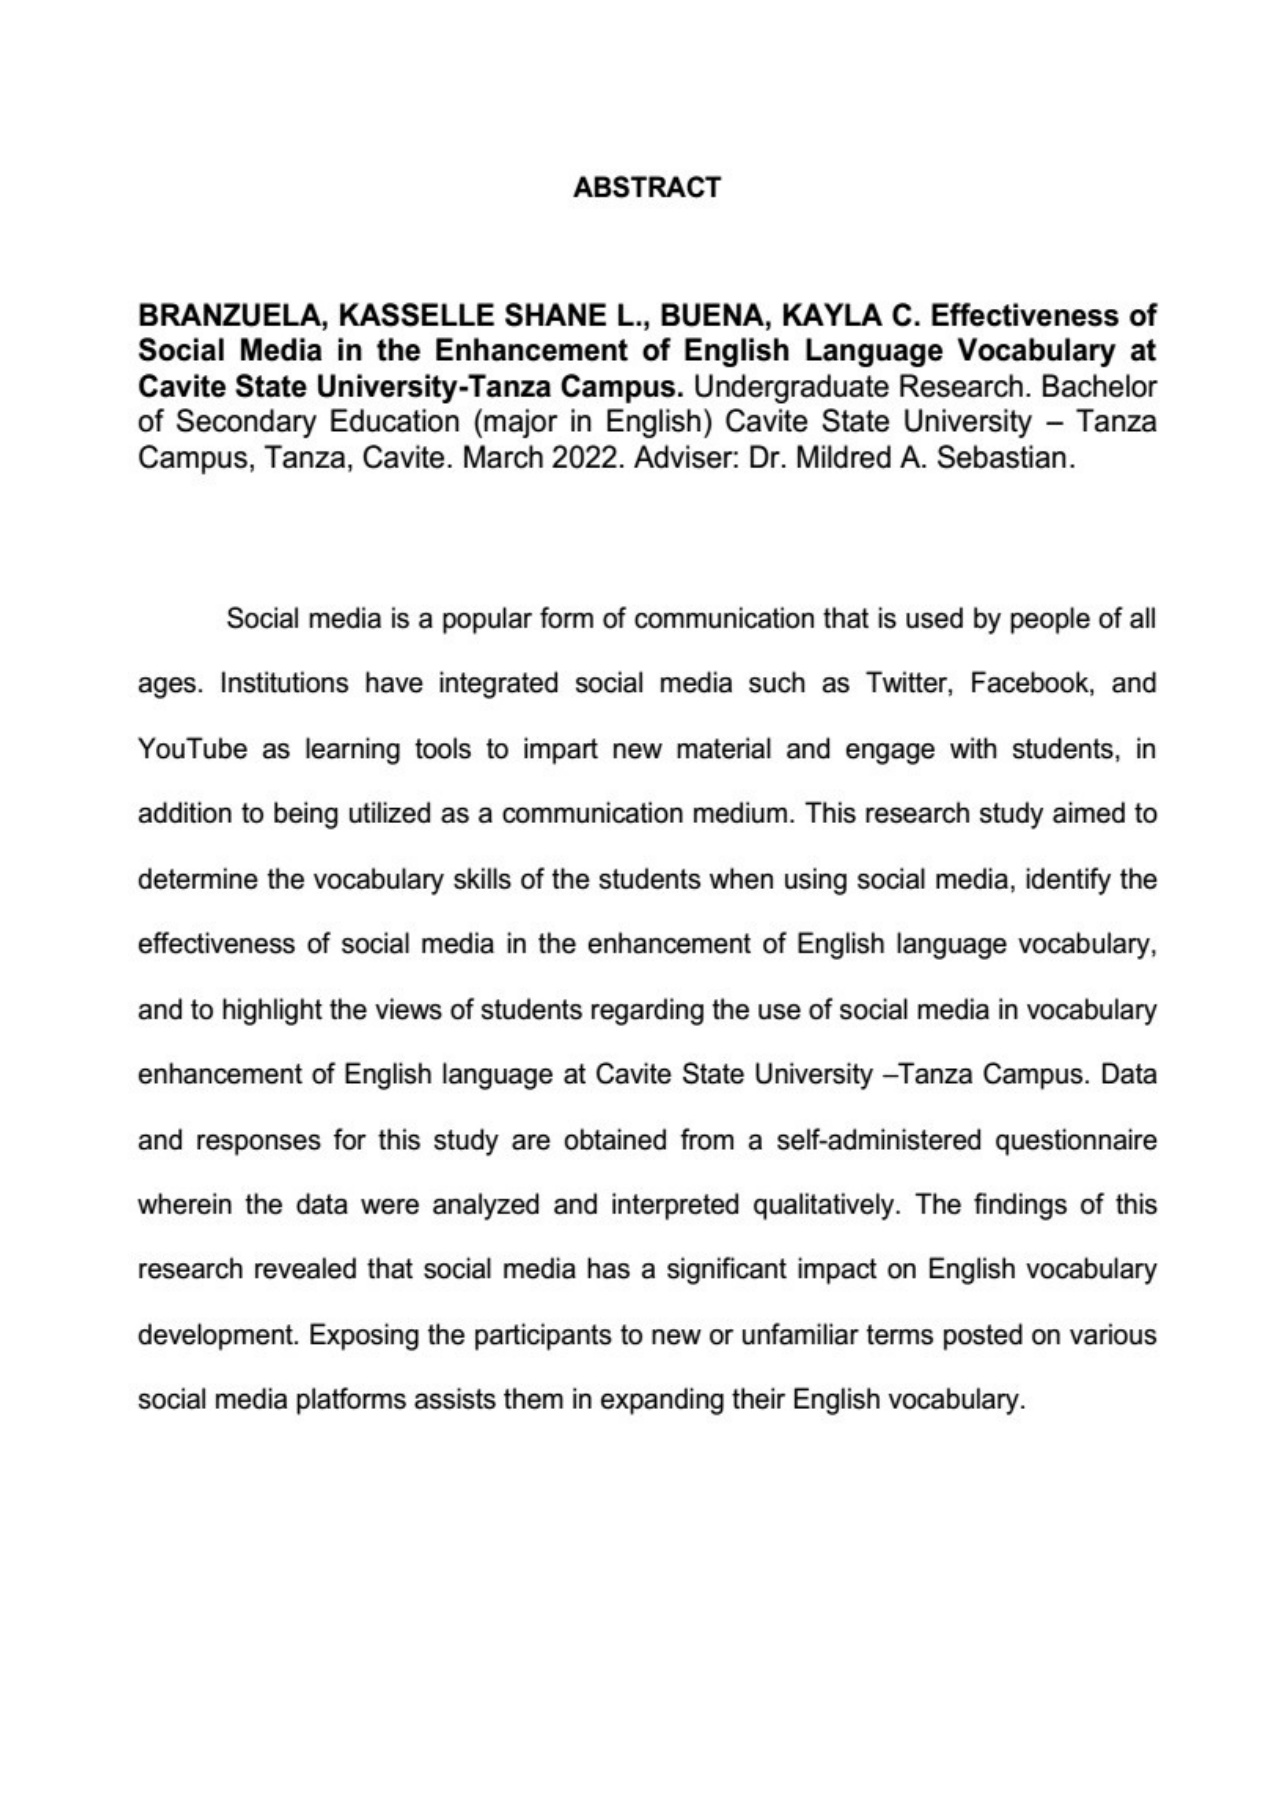 ABSTRACT
BRANZUELA, KASSELLE SHANE L., BUENA, KAYLA C. Effectiveness of
Social Media in the Enhancement of English Language Vocabulary at
Cavite State University-Tanza Campus. Undergraduate Research. Bachelor
of Secondary Education (major in English) Cavite State University – Tanza
Campus, Tanza, Cavite. March 2022. Adviser: Dr. Mildred A. Sebastian.
Social media is a popular form of communication that is used by people of all
ages. Institutions have integrated social media such as Twitter, Facebook, and
YouTube as learning tools to impart new material and engage with students, in
addition to being utilized as a communication medium. This research study aimed to
determine the vocabulary skills of the students when using social media, identify the
effectiveness of social media in the enhancement of English language vocabulary,
and to highlight the views of students regarding the use of social media in vocabulary
enhancement of English language at Cavite State University –Tanza Campus. Data
and responses for this study are obtained from a self-administered questionnaire
wherein the data were analyzed and interpreted qualitatively. The findings of this
research revealed that social media has a significant impact on English vocabulary
development. Exposing the participants to new or unfamiliar terms posted on various
social media platforms assists them in expanding their English vocabulary.